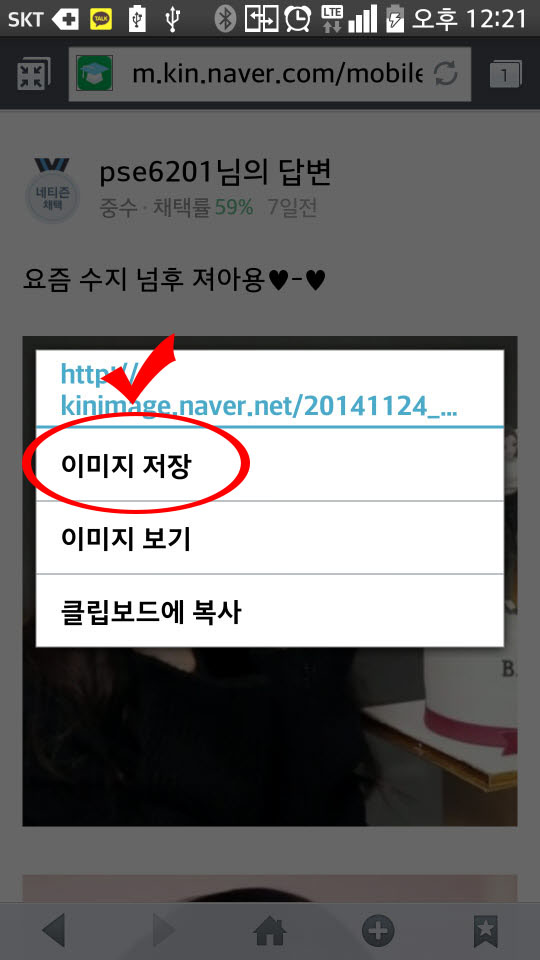 SKT TALK LTE 오후 12:21
m.kin.naver.com/mobile 1
네티즌
채택
pse6201님의 답변
중수 · 채택률 59% 7일전
요즘 수지 넘후 져아용♥-♥
http://
kinimage.naver.net/20141124_...
이미지 저장
이미지 보기
클립보드에 복사
B.